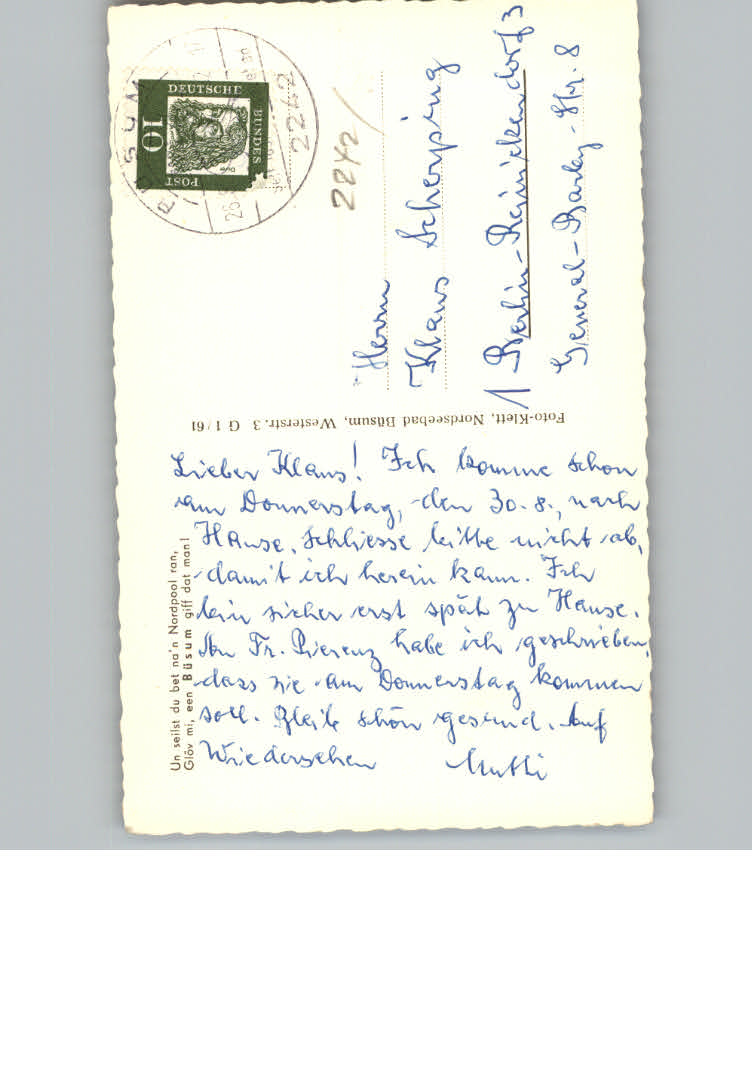 Lieber Klaus! Ich komme schon
am Donnerstag, den 30.8., nach
Hause. Schliesse bitte nicht ab,
damit ich herein kann. Ich
bin sicher erst spät zu Hause.
An Fr. Pierenz habe ich geschrieben,
dass sie am Donnerstag kommen
soll. Bleib schön gesund. Auf
Wiedersehen Mutti
Un seilst du bet na'n Nordpool ran,
Glöv mi, een Büsum giff dat man!
Foto-Klett, Nordseebad Büsum, Westerstr. 3 G 1/61
Herrn
Klaus Scherping
1 Berlin-Reinickendorf 3
General-Barby-Str. 8
2242/
DEUTSCHE
BUNDES
POST
10
BÜSUM
2242